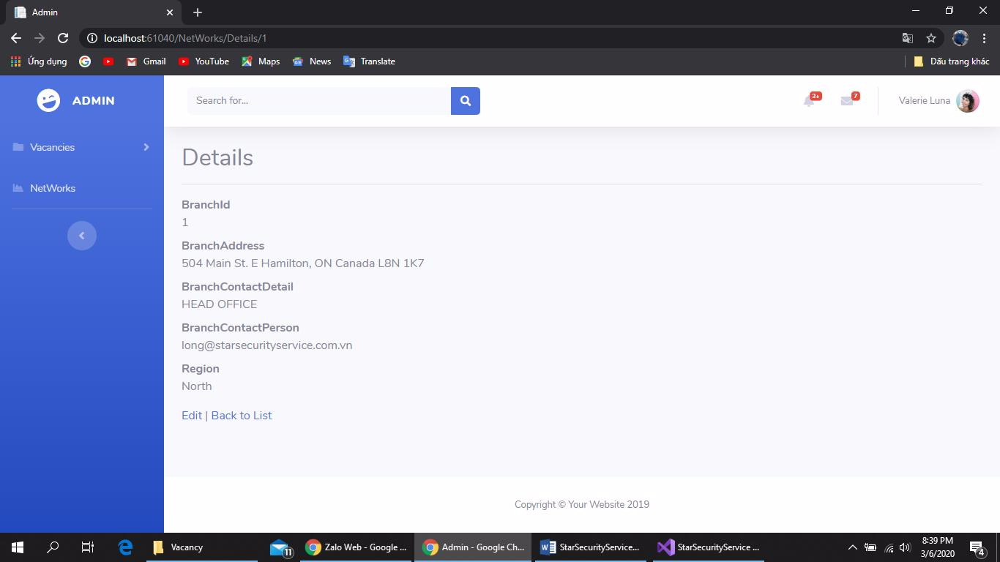 Admin
localhost:61040/NetWorks/Details/1
Ứng dụng Gmail YouTube Maps News Translate Dấu trang khác
ADMIN
Search for...
3+ 7 Valerie Luna
Vacancies
NetWorks
Details
BranchId
1
BranchAddress
504 Main St. E Hamilton, ON Canada L8N 1K7
BranchContactDetail
HEAD OFFICE
BranchContactPerson
long@starsecurityservice.com.vn
Region
North
Edit | Back to List
Copyright © Your Website 2019
Vacancy 11 Zalo Web - Google ... Admin - Google Ch... StarSecurityService... StarSecurityService ...
8:39 PM
3/6/2020
4